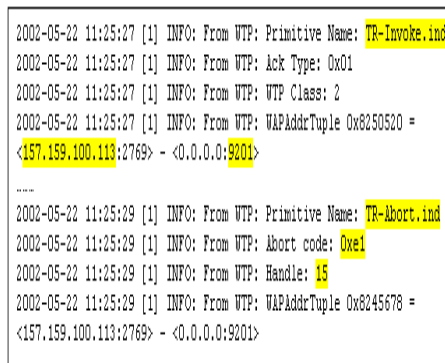 2002-05-22 11:25:27 [1] INFO: From WTP: Primitive Name: TR-Invoke.ind
2002-05-22 11:25:27 [1] INFO: From WTP: Ack Type: 0x01
2002-05-22 11:25:27 [1] INFO: From WTP: WTP Class: 2
2002-05-22 11:25:27 [1] INFO: From WTP: WAPAddrTuple 0x8250520 =
<157.159.100.113:2769> - <0.0.0.0:9201>
……
2002-05-22 11:25:29 [1] INFO: From WTP: Primitive Name: TR-Abort.ind
2002-05-22 11:25:29 [1] INFO: From WTP: Abort code: 0xe1
2002-05-22 11:25:29 [1] INFO: From WTP: Handle: 15
2002-05-22 11:25:29 [1] INFO: From WTP: WAPAddrTuple 0x8245678 =
<157.159.100.113:2769> - <0.0.0.0:9201>